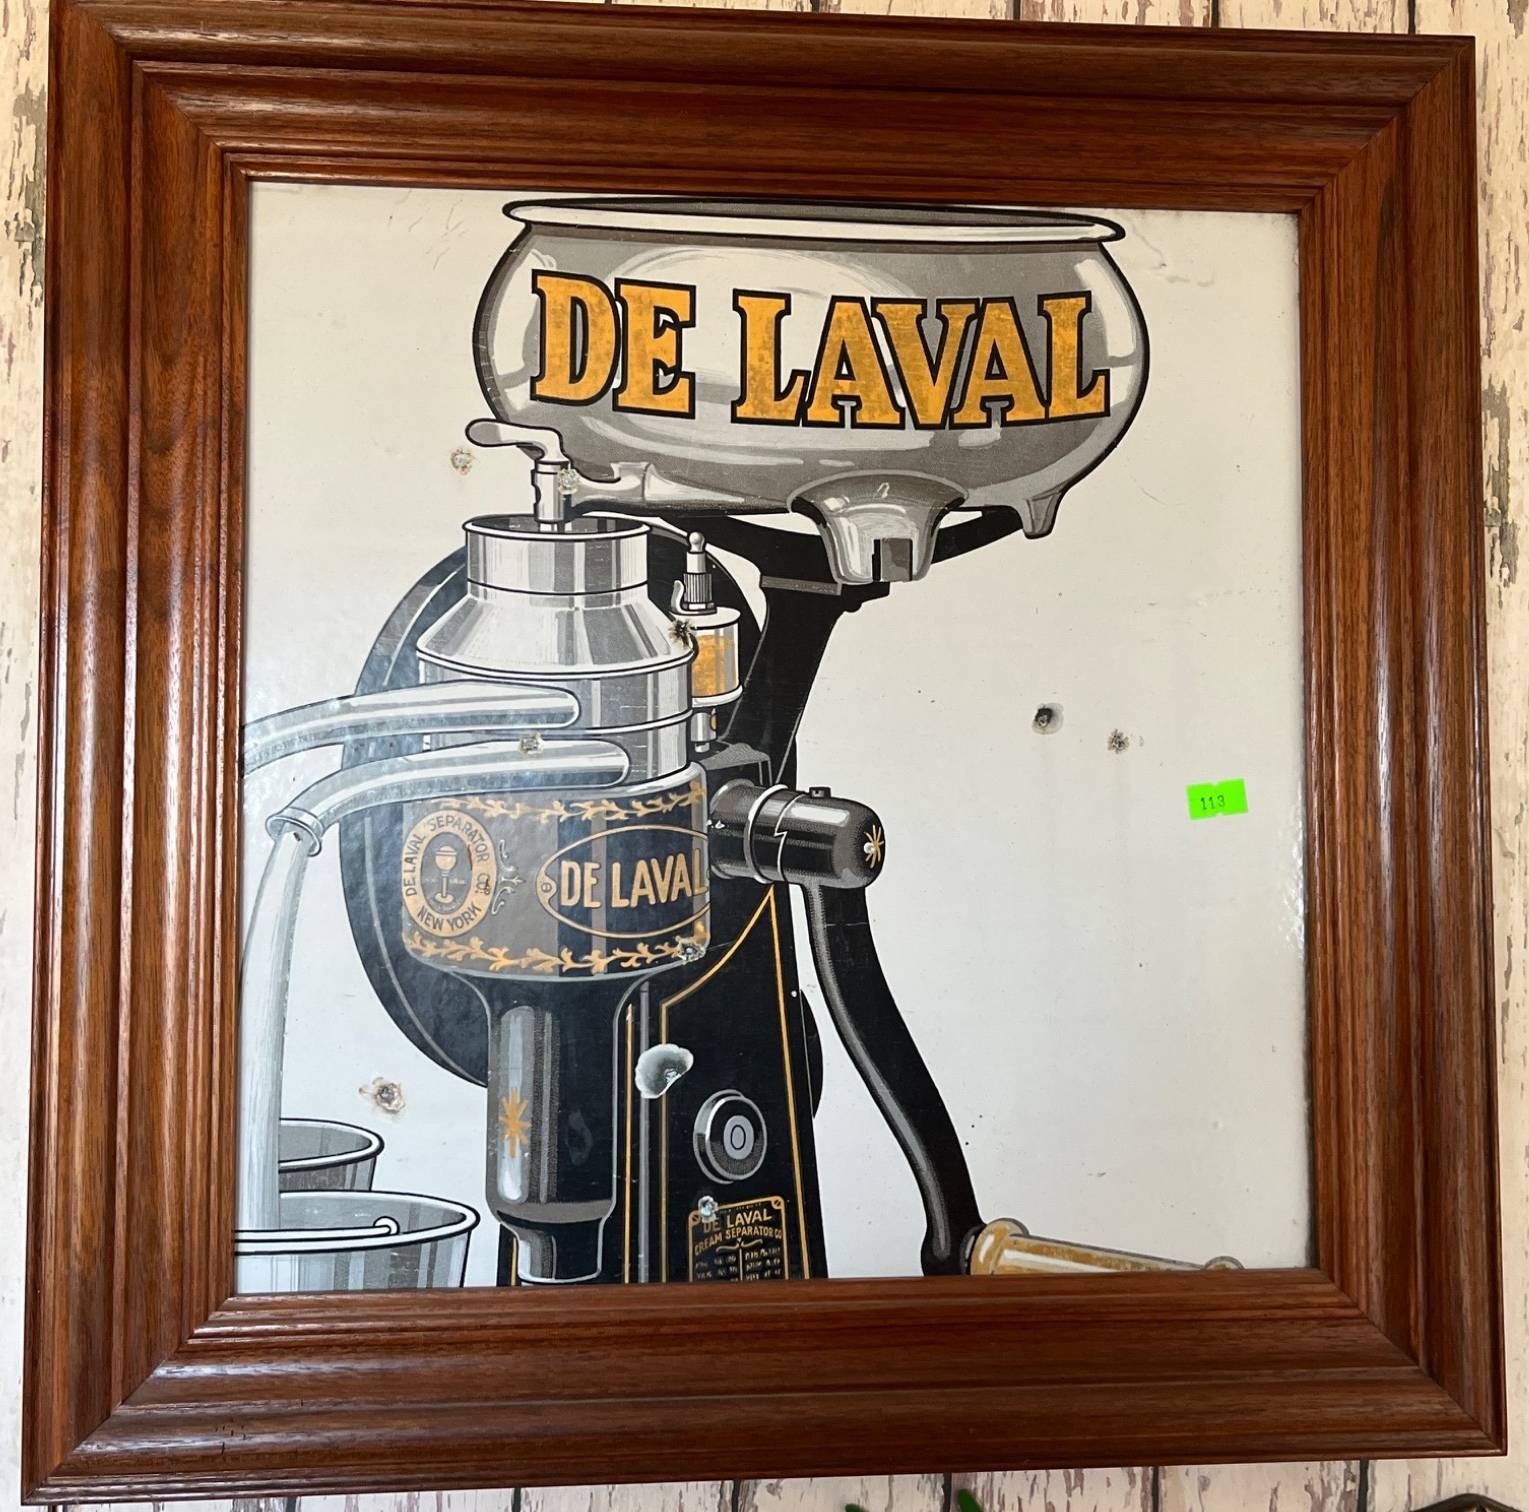 DE LAVAL
113
DE LAVAL SEPARATOR CO.
NEW YORK
DE LAVAL
DE LAVAL
CREAM SEPARATOR CO